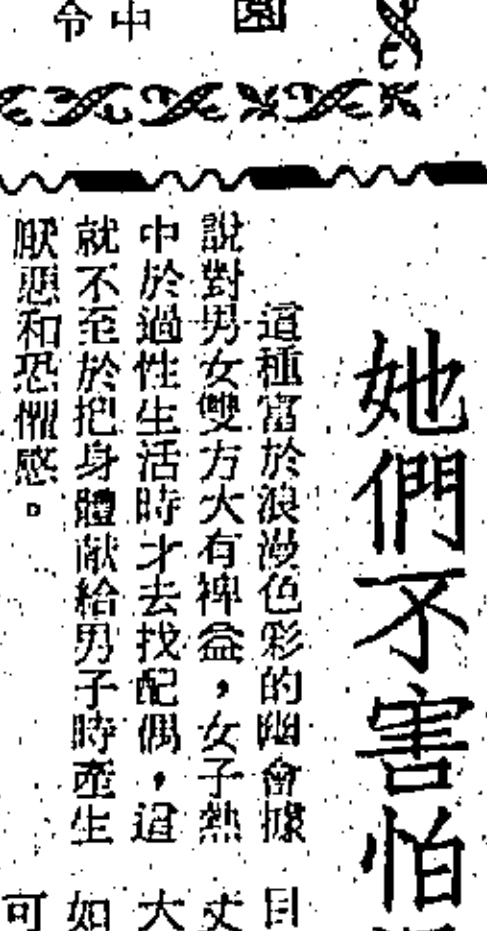 中
令
園
她們不害怕
這種富於浪漫色彩的幽會據
說對男女雙方大有裨益，女子熱
中於過性生活時才去找配偶，這
就不至於把身體献給男子時產生
厭惡和恐懼感。
目
丈
大
如
可